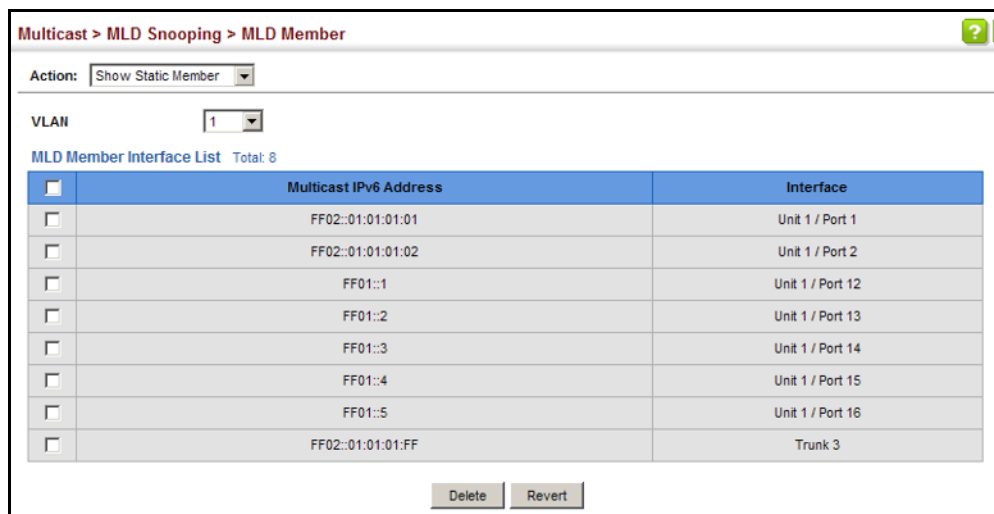 Multicast > MLD Snooping > MLD Member
?
Action: Show Static Member
VLAN 1
MLD Member Interface List Total: 8
Multicast IPv6 Address Interface
FF02::01:01:01:01 Unit 1 / Port 1
FF02::01:01:01:02 Unit 1 / Port 2
FF01::1 Unit 1 / Port 12
FF01::2 Unit 1 / Port 13
FF01::3 Unit 1 / Port 14
FF01::4 Unit 1 / Port 15
FF01::5 Unit 1 / Port 16
FF02::01:01:01:FF Trunk 3
Delete Revert